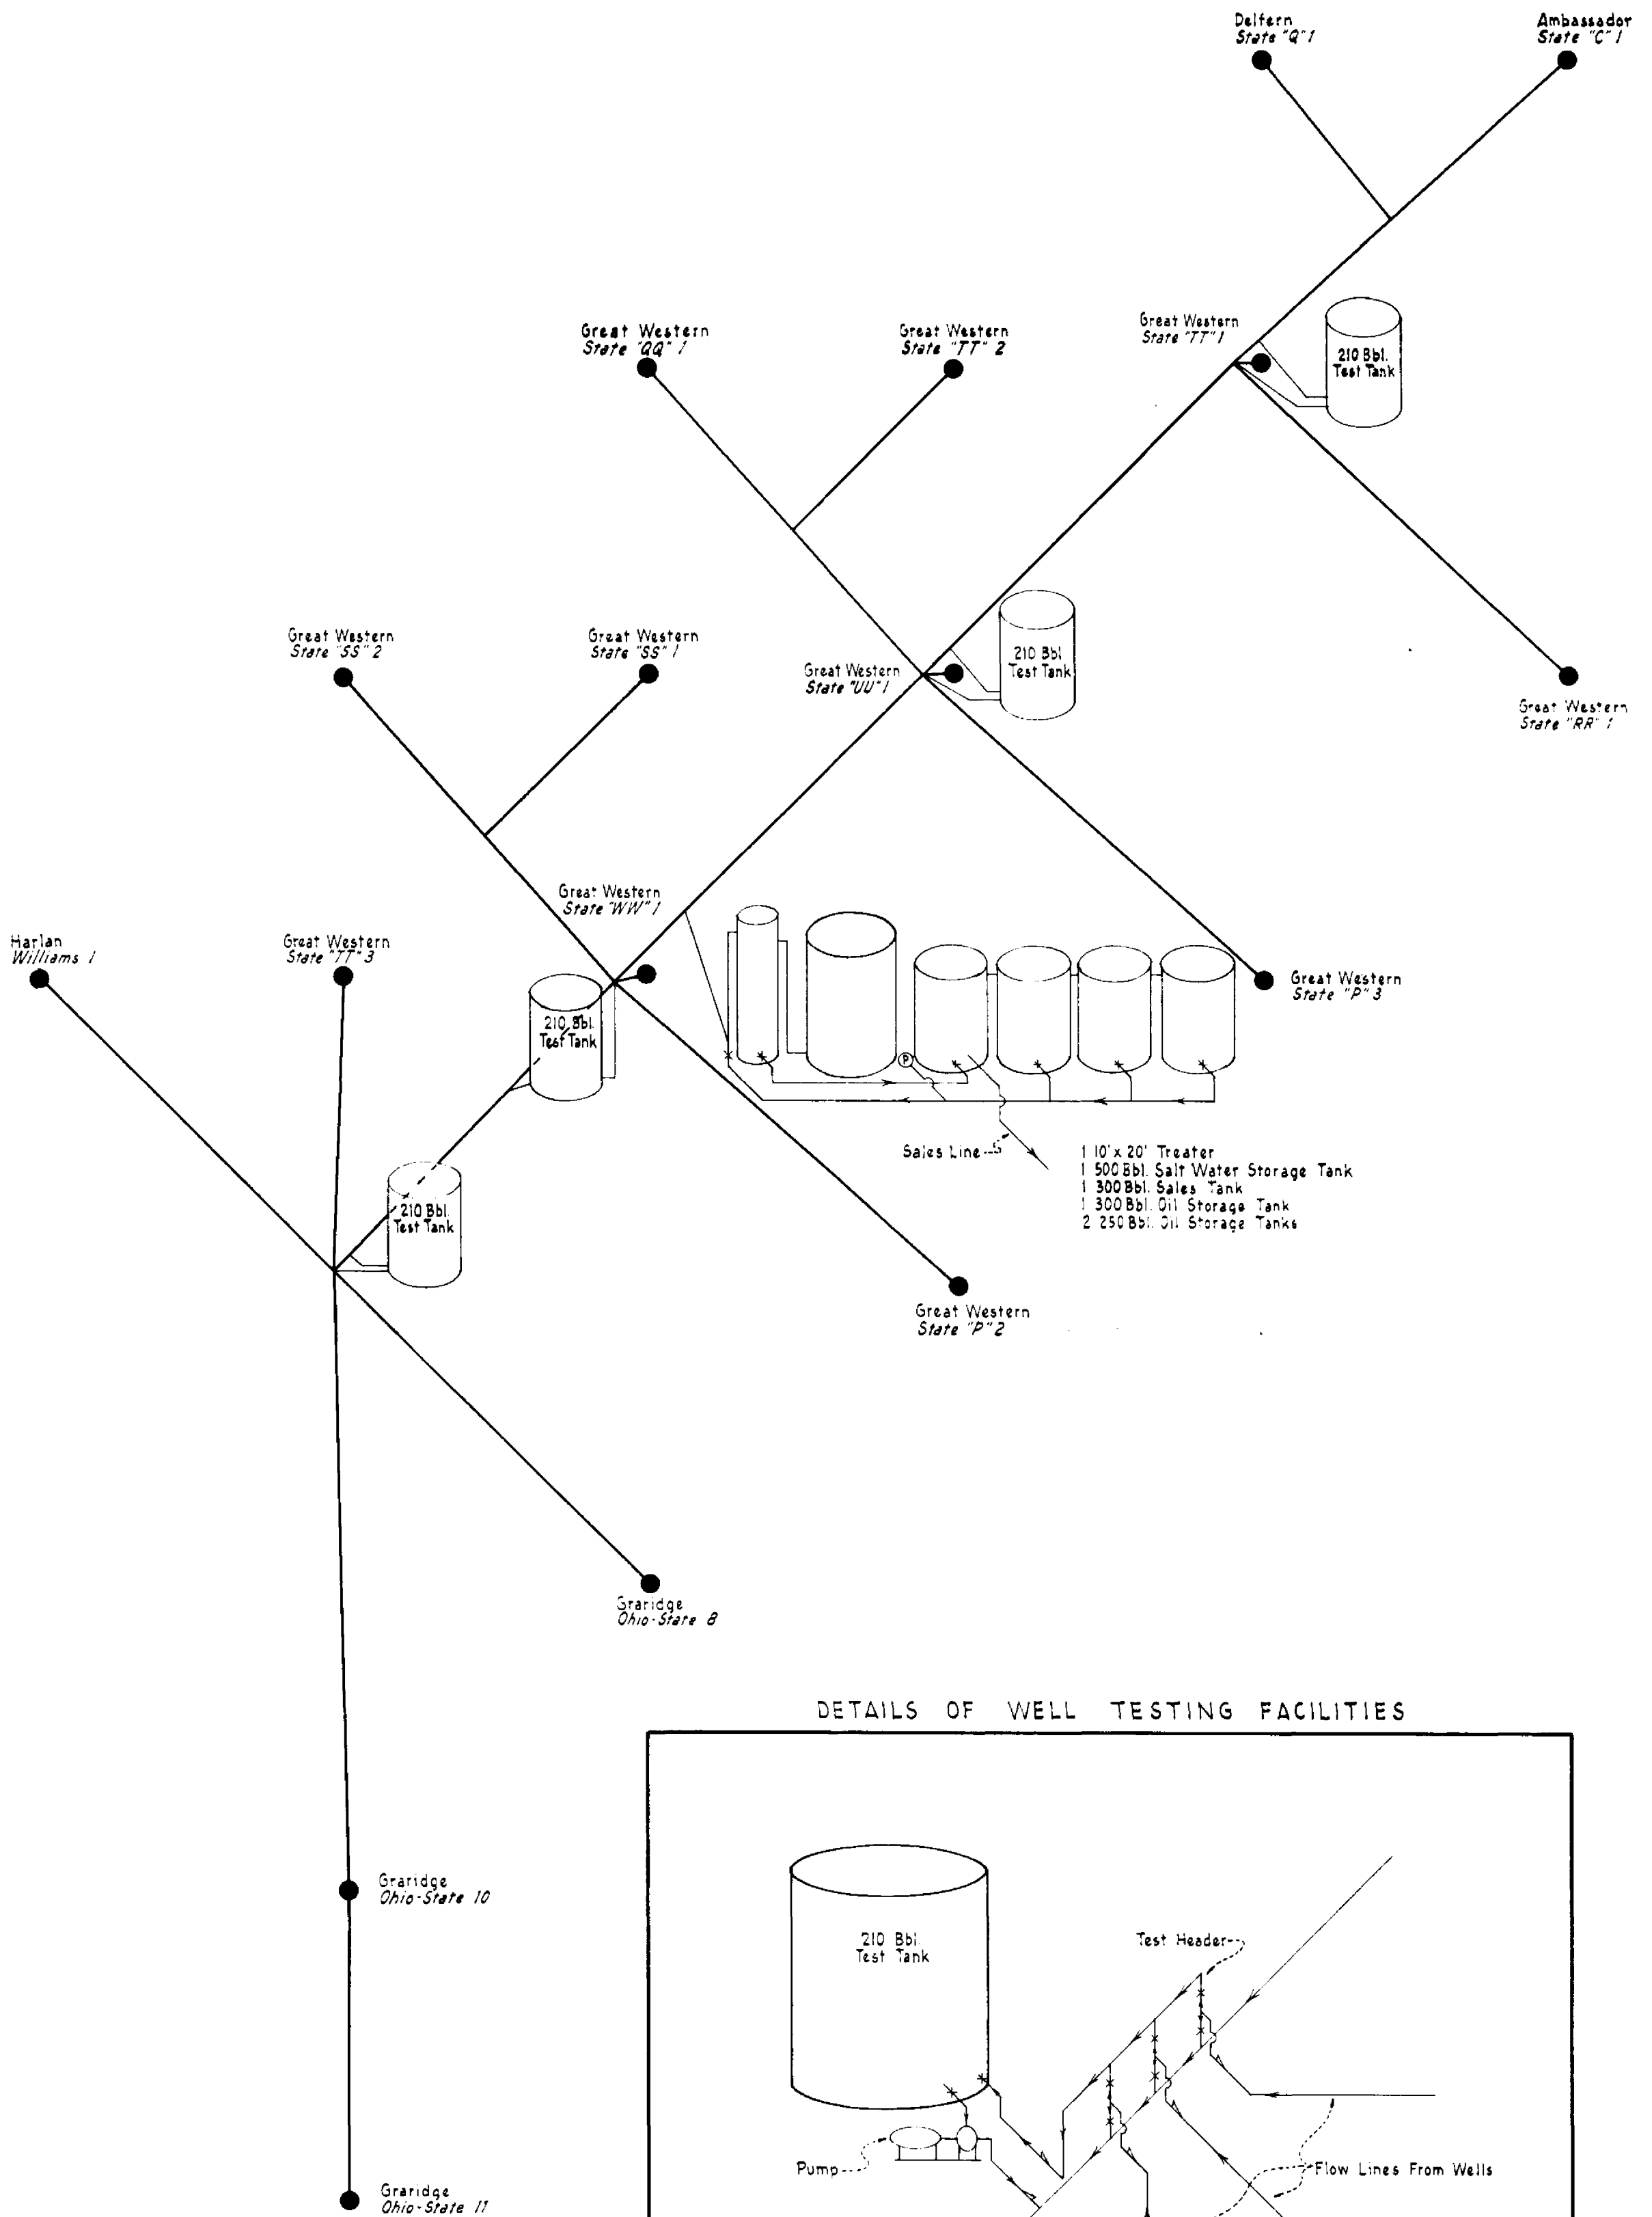 Delfern
State "Q" 1
Ambassador
State "C" 1
Great Western
State "QQ" 1
Great Western
State "TT" 2
Great Western
State "TT" 1
210 Bbl.
Test Tank
Great Western
State "SS" 2
Great Western
State "SS" 1
Great Western
State "UU" 1
210 Bbl
Test Tank
Great Western
State "RR" 1
Great Western
State "WW" 1
Harlan
Williams 1
Great Western
State "TT" 3
Great Western
State "P" 3
210 Bbl.
Test Tank
P
Sales Line
1 10' x 20' Treater
1 500 Bbl. Salt Water Storage Tank
1 300 Bbl. Sales Tank
1 300 Bbl. Oil Storage Tank
2 250 Bbl. Oil Storage Tanks
210 Bbl.
Test Tank
Great Western
State "P" 2
Graridge
Ohio-State 8
DETAILS OF WELL TESTING FACILITIES
Graridge
Ohio-State 10
210 Bbl.
Test Tank
Test Header
Pump
Flow Lines From Wells
Graridge
Ohio-State 11